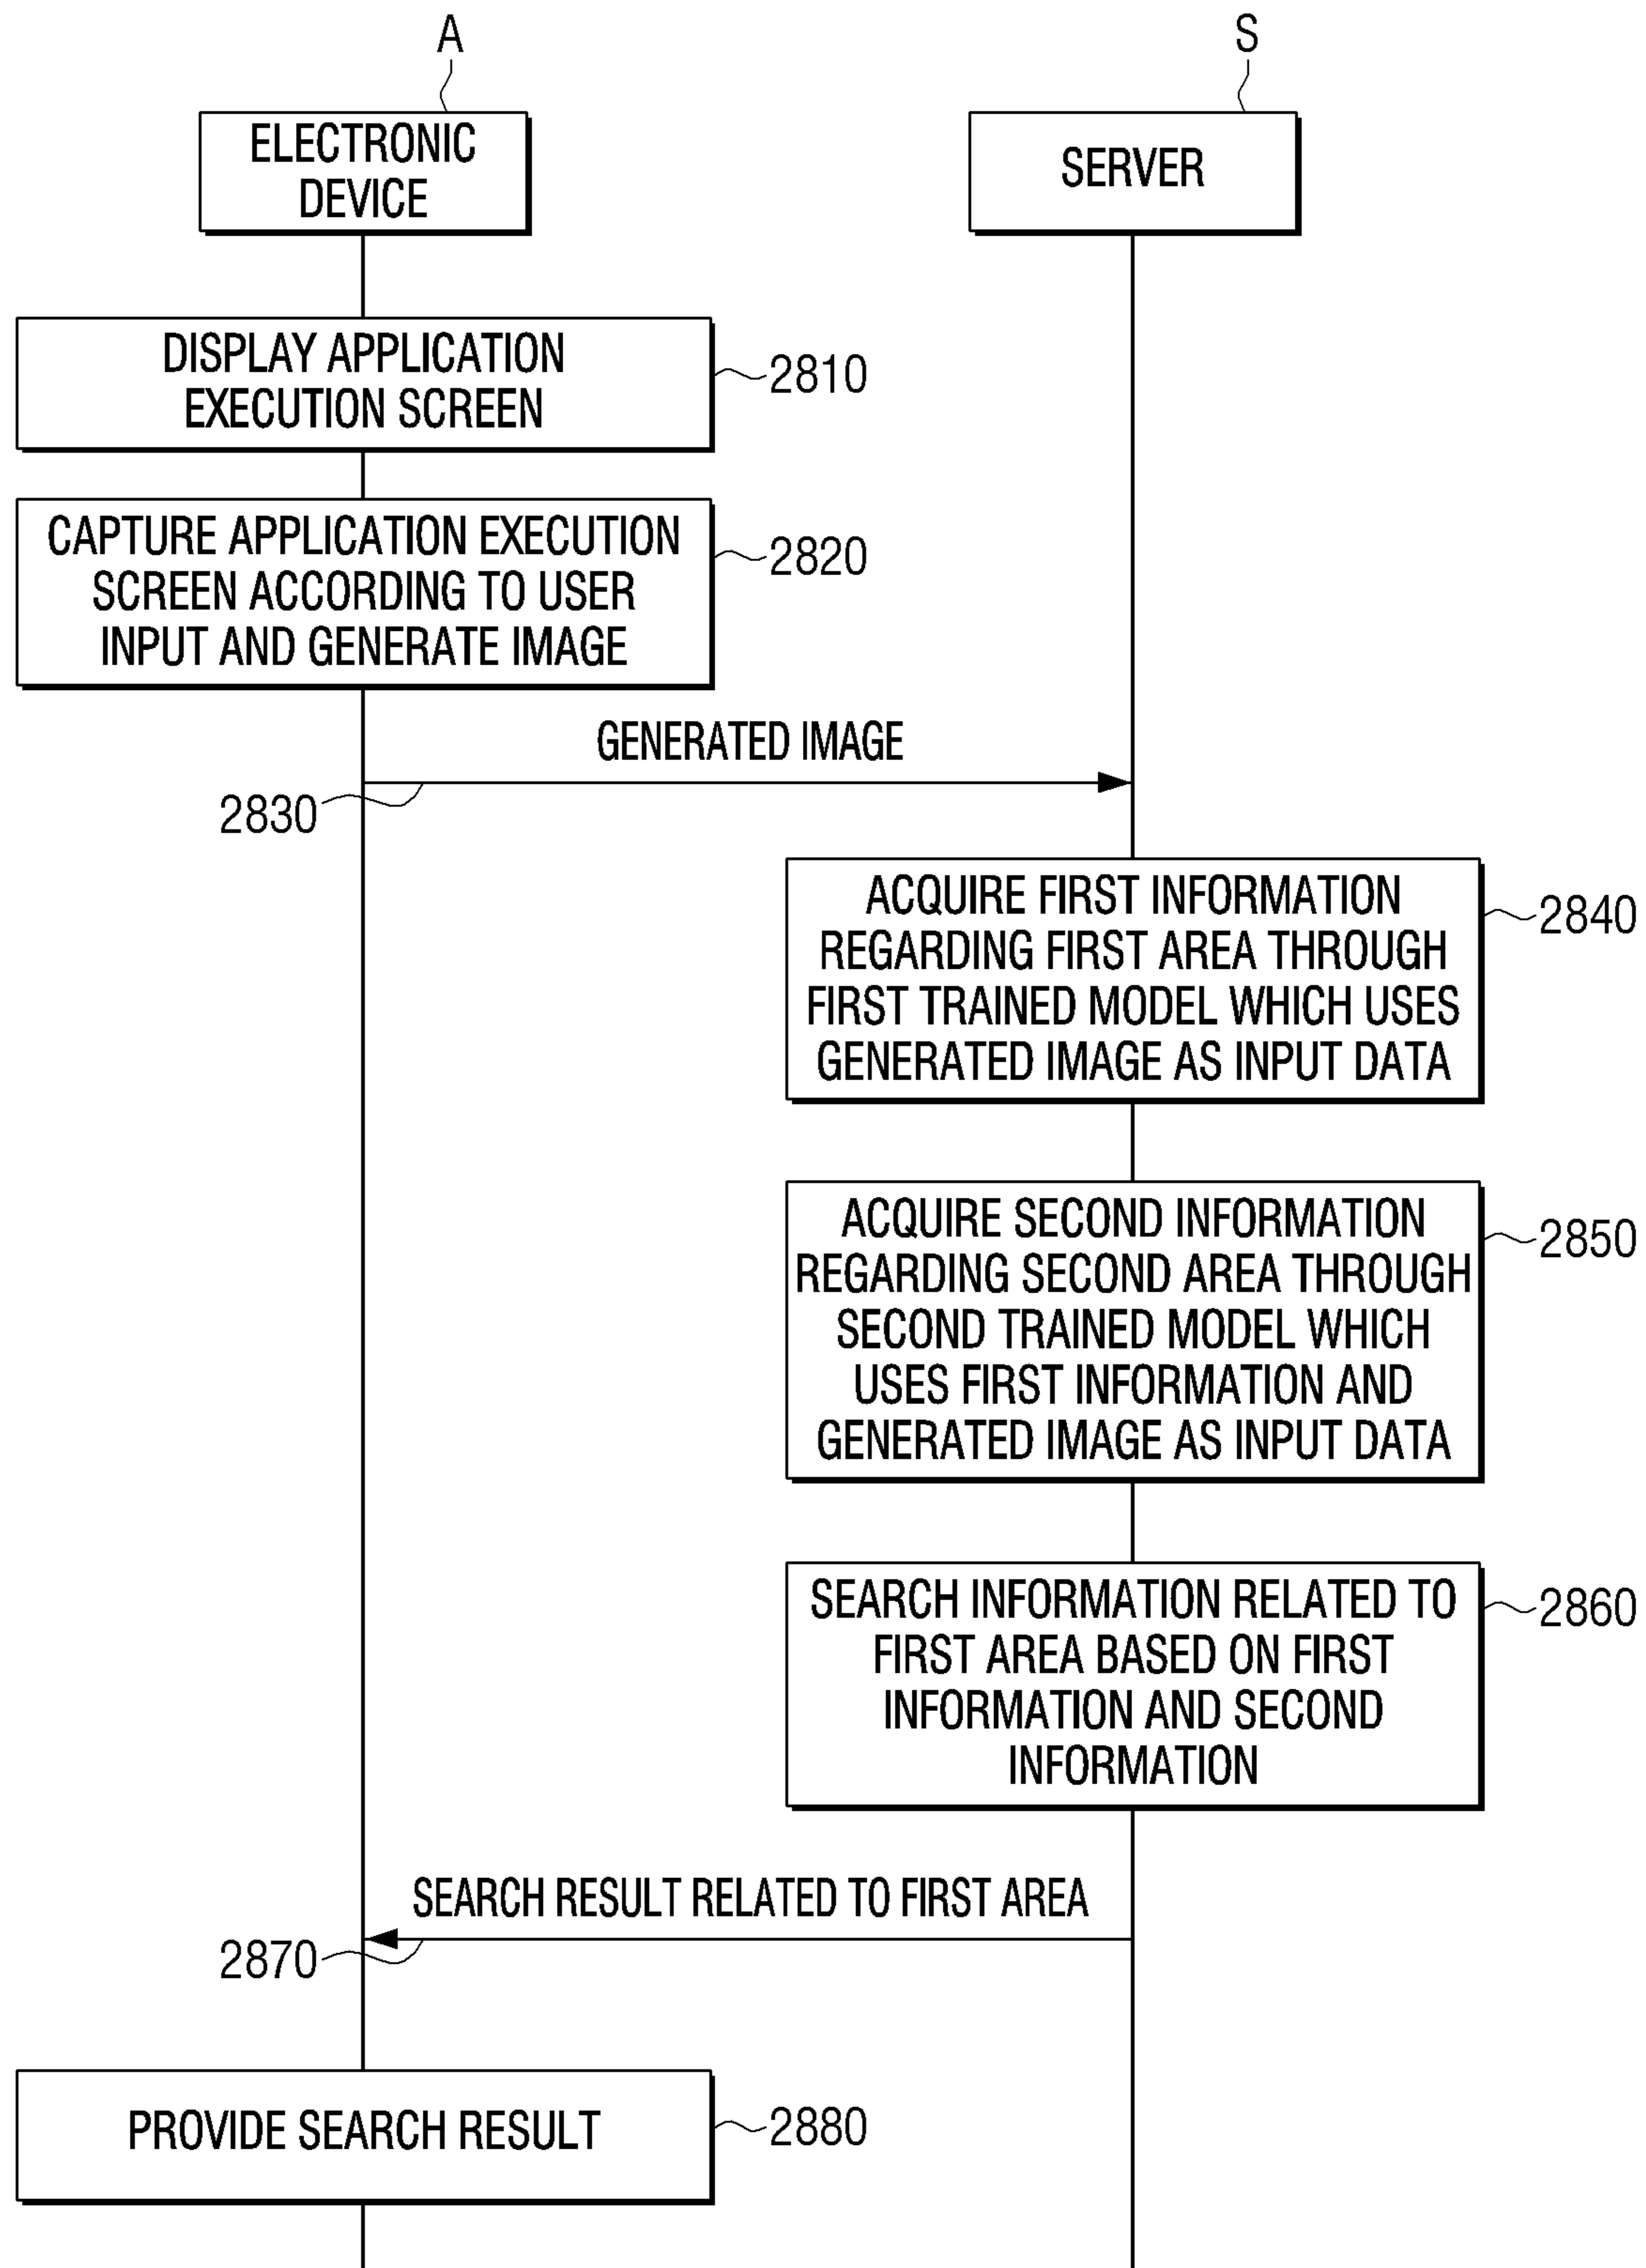 A
S
ELECTRONIC
DEVICE
SERVER
DISPLAY APPLICATION
EXECUTION SCREEN
2810
CAPTURE APPLICATION EXECUTION
SCREEN ACCORDING TO USER
INPUT AND GENERATE IMAGE
2820
GENERATED IMAGE
2830
ACQUIRE FIRST INFORMATION
REGARDING FIRST AREA THROUGH
FIRST TRAINED MODEL WHICH USES
GENERATED IMAGE AS INPUT DATA
2840
ACQUIRE SECOND INFORMATION
REGARDING SECOND AREA THROUGH
SECOND TRAINED MODEL WHICH
USES FIRST INFORMATION AND
GENERATED IMAGE AS INPUT DATA
2850
SEARCH INFORMATION RELATED TO
FIRST AREA BASED ON FIRST
INFORMATION AND SECOND
INFORMATION
2860
SEARCH RESULT RELATED TO FIRST AREA
2870
PROVIDE SEARCH RESULT
2880